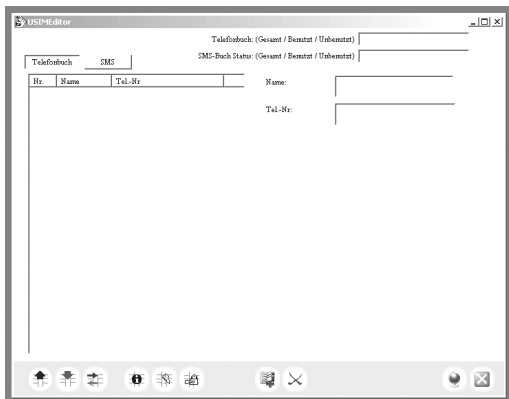 USIMEditor
Telefonbuch: (Gesamt / Benutzt / Unbenutzt)
SMS-Buch Status: (Gesamt / Benutzt / Unbenutzt)
Telefonbuch SMS
Nr. Name Tel.-Nr
Name:
Tel.-Nr: